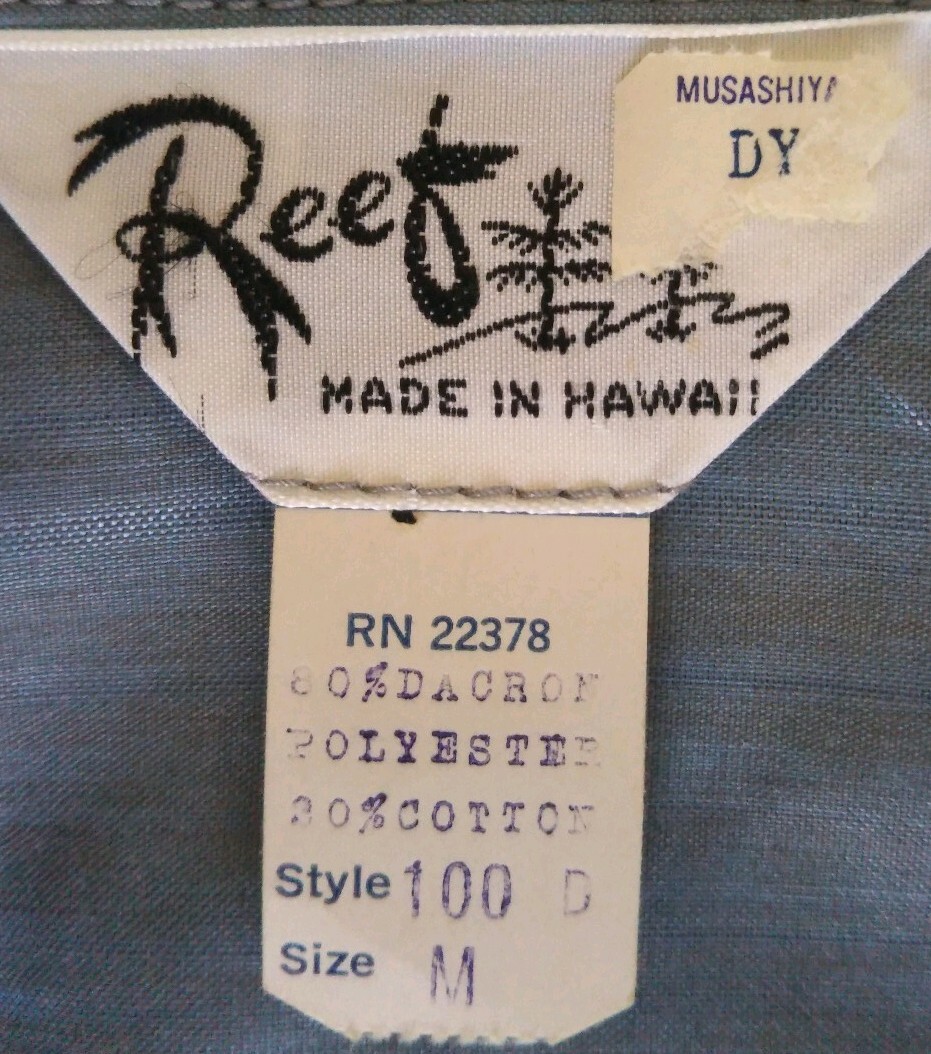 Reef
MUSASHIYA
DY
MADE IN HAWAII
RN 22378
80%DACRON
POLYESTER
20%COTTON
Style 100 D
Size M